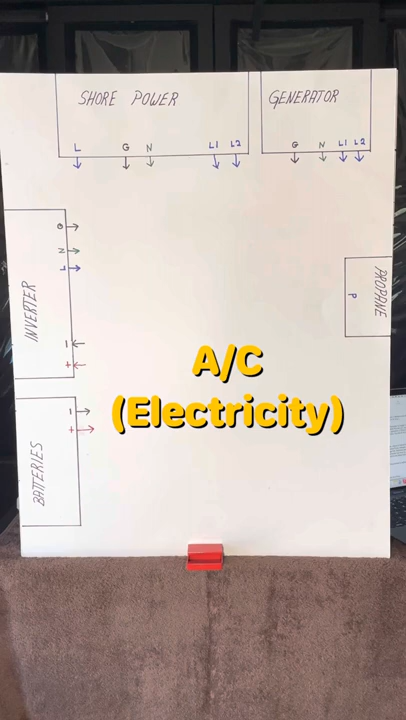 SHORE POWER
L G N L1 L2
GENERATOR
G N L1 L2
INVERTER
G
N
L
-
+
PROPANE
P
A/C
(Electricity)
BATTERIES
-
+